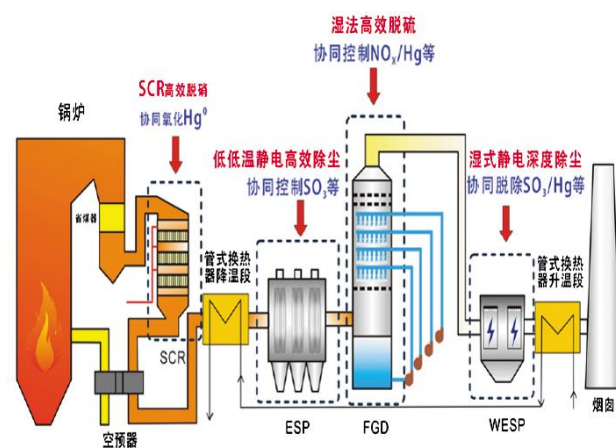 湿法高效脱硫
协同控制NOₓ/Hg等
SCR高效脱硝
协同氧化Hg⁰
锅炉
低低温静电高效除尘
协同控制SO₃等
湿式静电深度除尘
协同脱除SO₃/Hg等
省煤器
管式换热
器降温段
管式换热
器升温段
SCR
空预器
ESP
FGD
WESP
烟囱